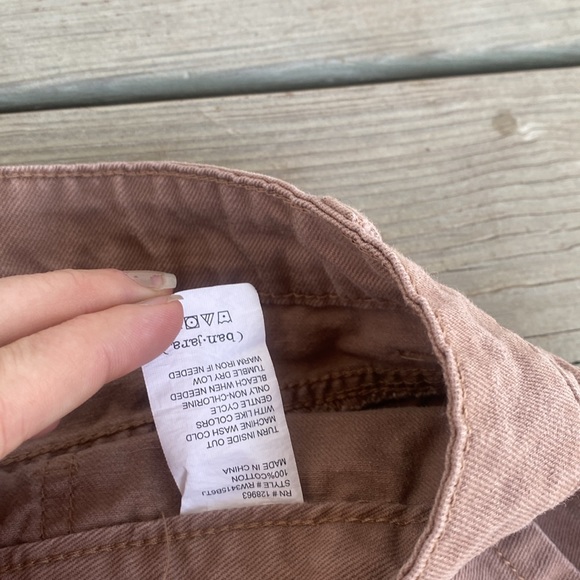 RN # 128963
STYLE # RW3415B6TJ
100%COTTON
MADE IN CHINA
TURN INSIDE OUT
MACHINE WASH COLD
WITH LIKE COLORS
GENTLE CYCLE
ONLY NON-CHLORINE
BLEACH WHEN NEEDED
TUMBLE DRY LOW
WARM IRON IF NEEDED
(ban·jara)